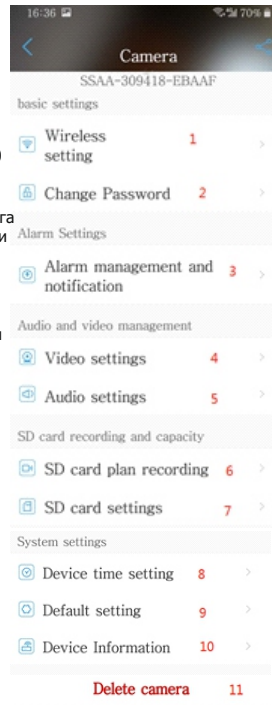 16:36 70%
Camera
SSAA-309418-EBAAF
basic settings
)
Wireless 1
setting
Change Password 2
га
и
Alarm Settings
Alarm management and 3
notification
Audio and video management
Video settings 4
Audio settings 5
SD card recording and capacity
SD card plan recording 6
SD card settings 7
System settings
Device time setting 8
Default setting 9
Device Information 10
Delete camera 11